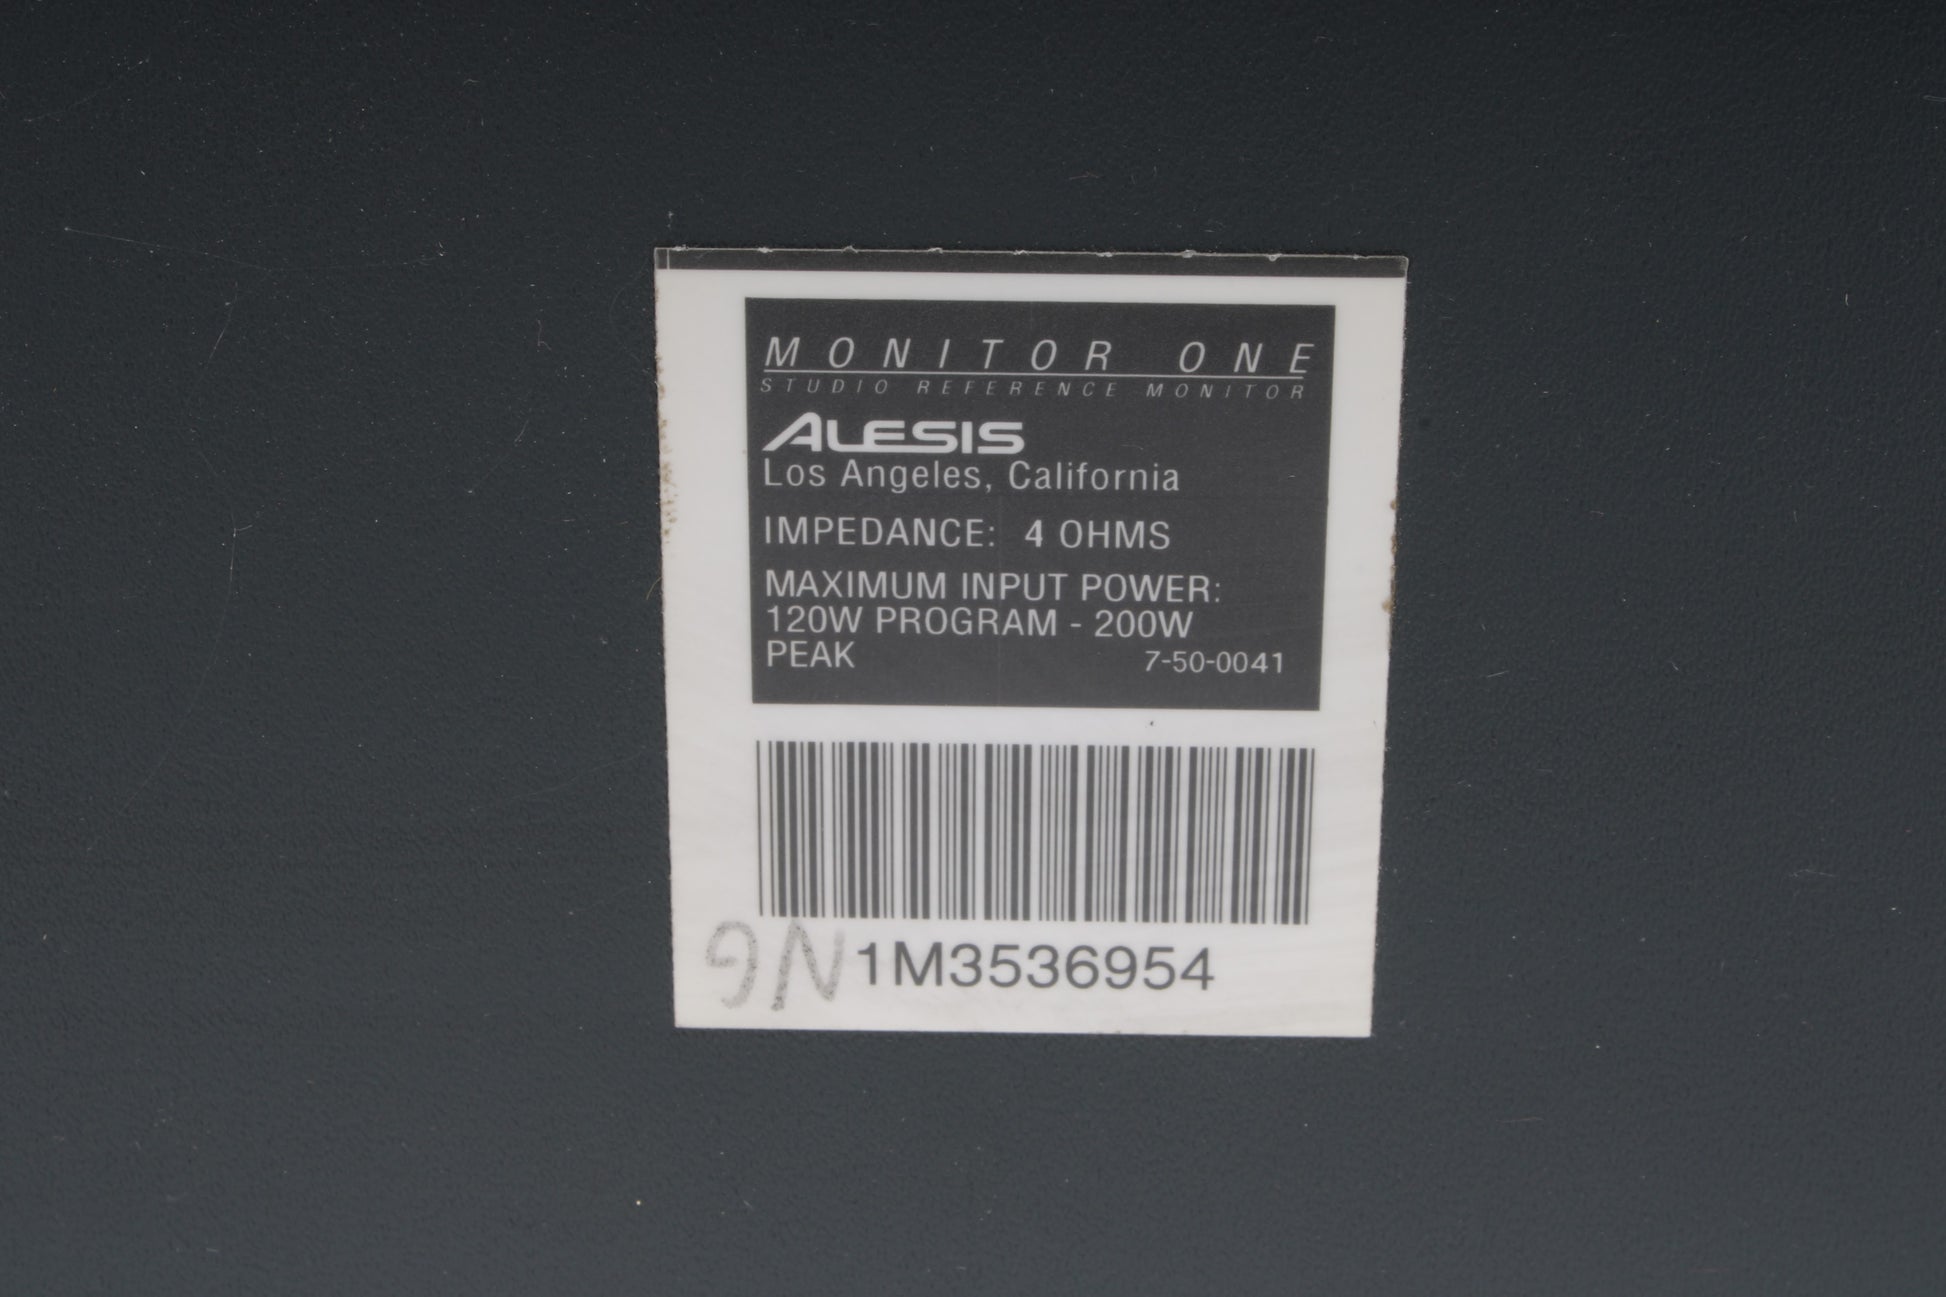 MONITOR ONE
STUDIO REFERENCE MONITOR
ALESIS
Los Angeles, California
IMPEDANCE: 4 OHMS
MAXIMUM INPUT POWER:
120W PROGRAM - 200W
PEAK 7-50-0041
1M3536954